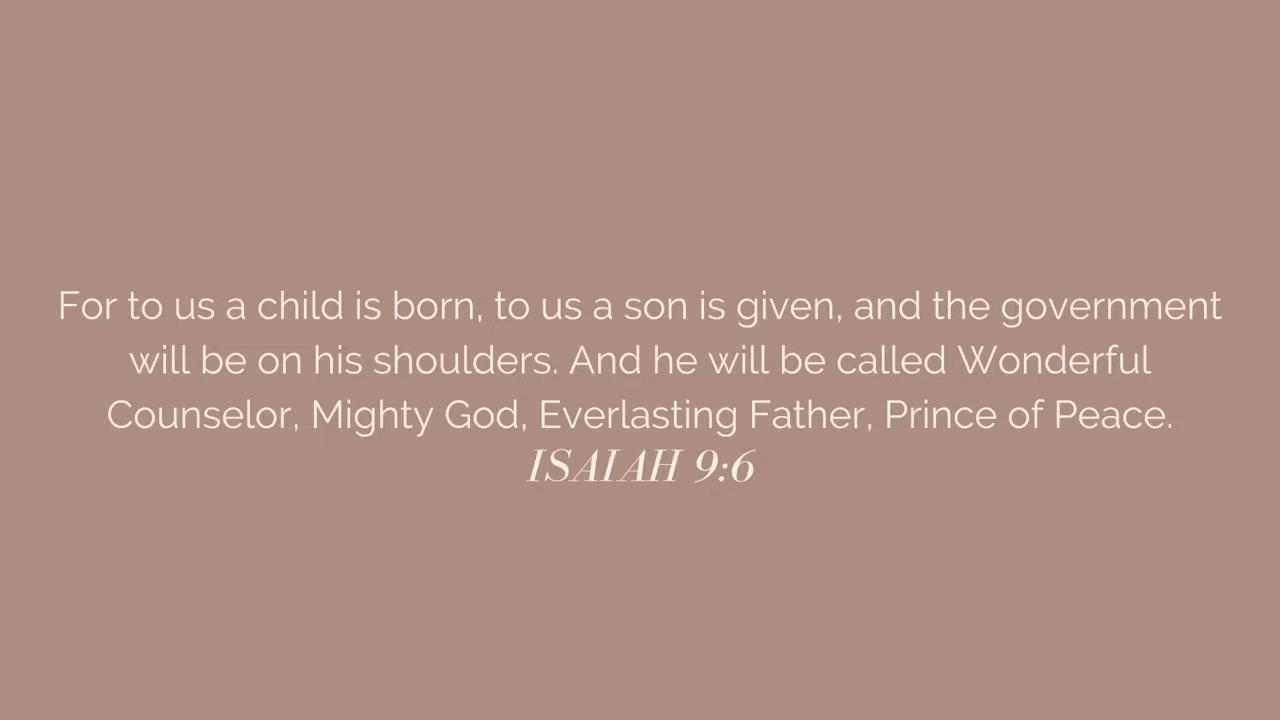 For to us a child is born, to us a son is given, and the government
will be on his shoulders. And he will be called Wonderful
Counselor, Mighty God, Everlasting Father, Prince of Peace.
ISAIAH 9:6